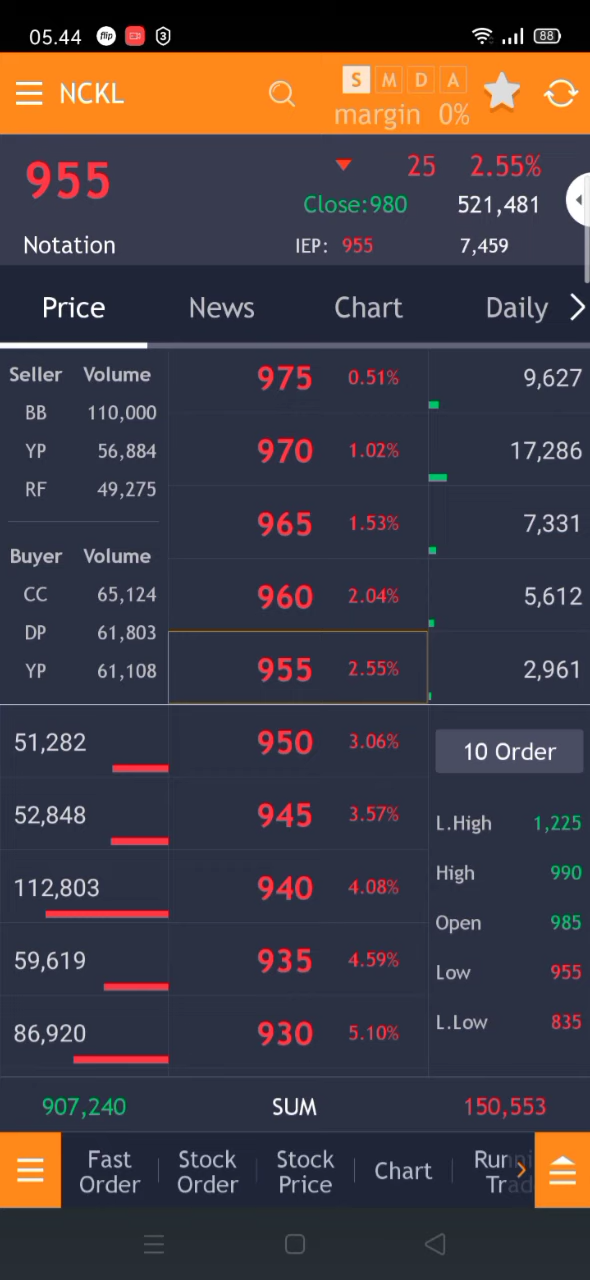 05.44 flip 3 88
NCKL S M D A
margin 0%
955 25 2.55%
Close:980 521,481
Notation IEP: 955 7,459
Price News Chart Daily
Seller Volume
BB 110,000
YP 56,884
RF 49,275
Buyer Volume
CC 65,124
DP 61,803
YP 61,108
975 0.51% 9,627
970 1.02% 17,286
965 1.53% 7,331
960 2.04% 5,612
955 2.55% 2,961
51,282 950 3.06%
52,848 945 3.57%
112,803 940 4.08%
59,619 935 4.59%
86,920 930 5.10%
10 Order
L.High 1,225
High 990
Open 985
Low 955
L.Low 835
907,240 SUM 150,553
Fast Order
Stock Order
Stock Price
Chart
Runni
Trad